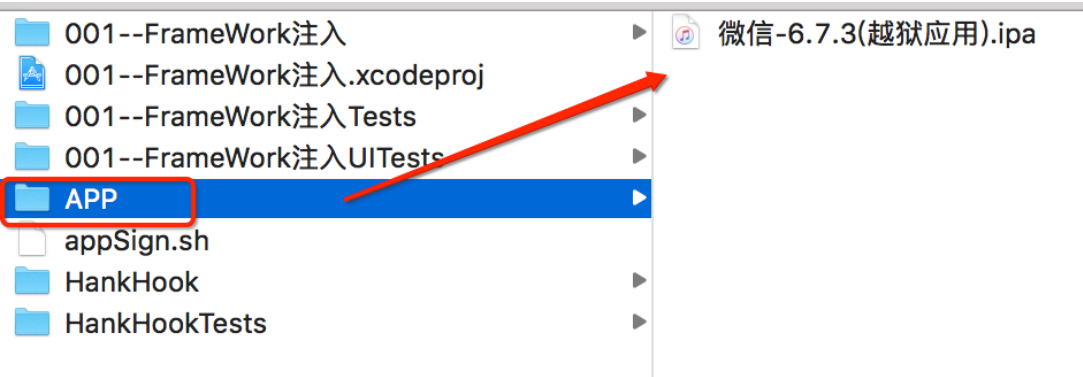 001--FrameWork注入
001--FrameWork注入.xcodeproj
001--FrameWork注入Tests
001--FrameWork注入UITests
APP
appSign.sh
HankHook
HankHookTests
微信-6.7.3(越狱应用).ipa